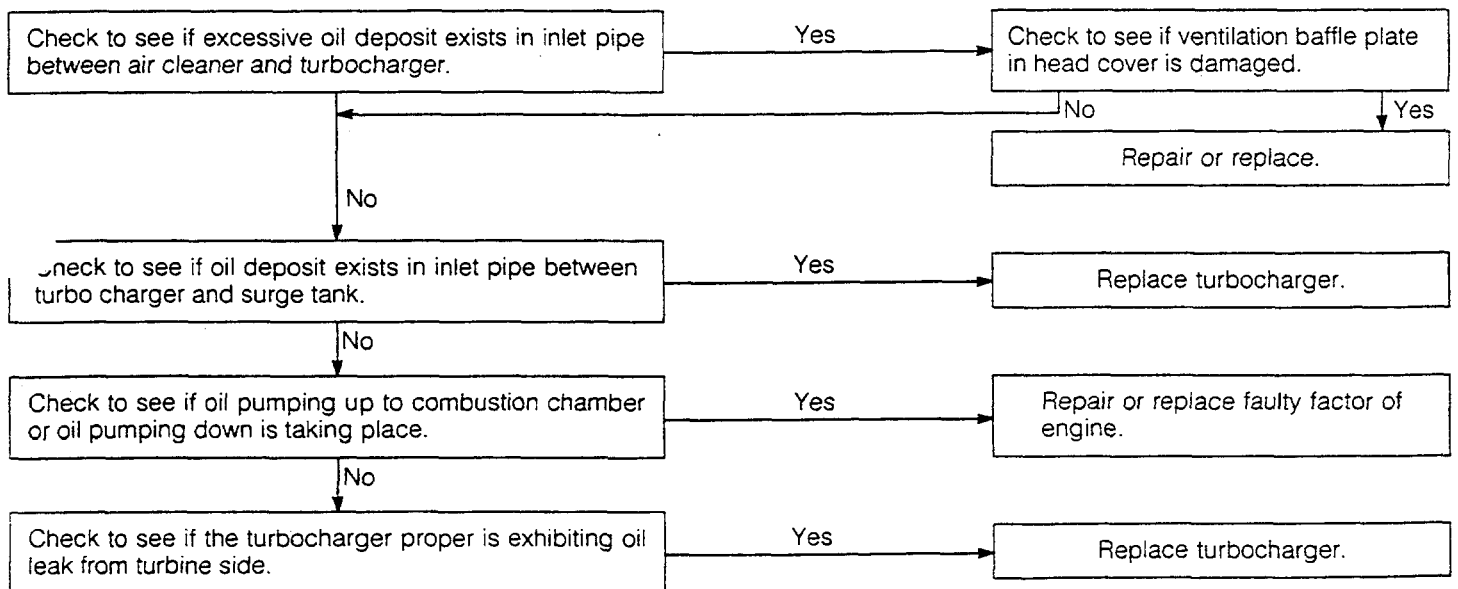 Check to see if excessive oil deposit exists in inlet pipe
between air cleaner and turbocharger.
Yes
Check to see if ventilation baffle plate
in head cover is damaged.
No
Yes
Repair or replace.
No
heck to see if oil deposit exists in inlet pipe between
turbo charger and surge tank.
Yes
Replace turbocharger.
No
Check to see if oil pumping up to combustion chamber
or oil pumping down is taking place.
Yes
Repair or replace faulty factor of
engine.
No
Check to see if the turbocharger proper is exhibiting oil
leak from turbine side.
Yes
Replace turbocharger.